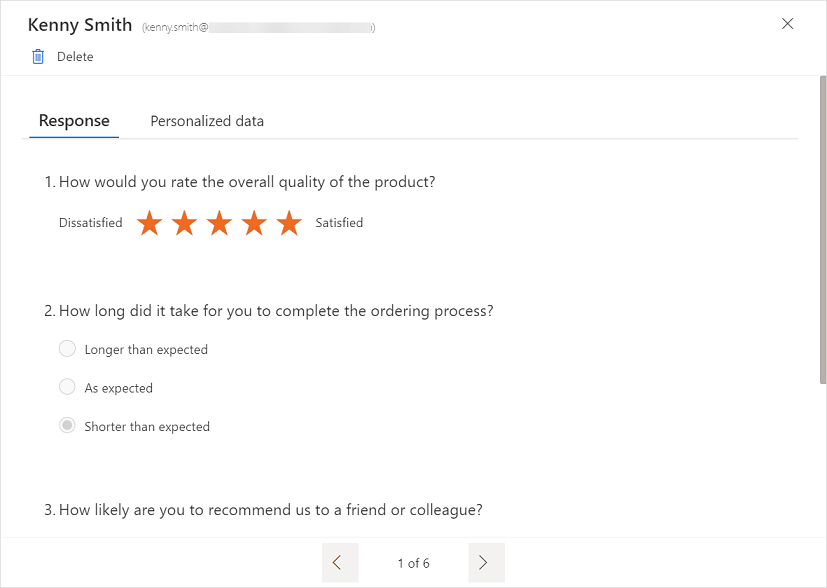 Kenny Smith (kenny.smith@
Delete
Response Personalized data
1. How would you rate the overall quality of the product?
Dissatisfied Satisfied
2. How long did it take for you to complete the ordering process?
Longer than expected
As expected
Shorter than expected
3. How likely are you to recommend us to a friend or colleague?
1 of 6